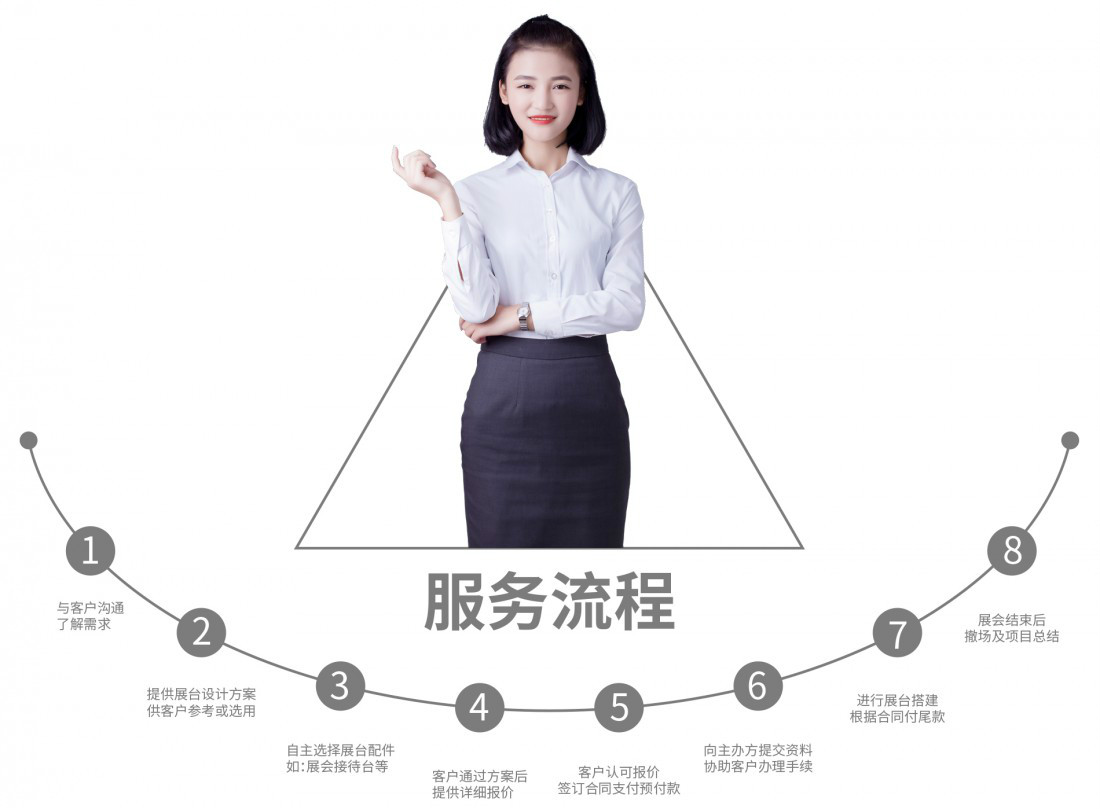 服务流程
1
与客户沟通
了解需求
2
提供展台设计方案
供客户参考或选用
3
自主选择展台配件
如:展会接待台等
4
客户通过方案后
提供详细报价
5
客户认可报价
签订合同支付预付款
6
向主办方提交资料
协助客户办理手续
7
进行展台搭建
根据合同付尾款
8
展会结束后
撤场及项目总结